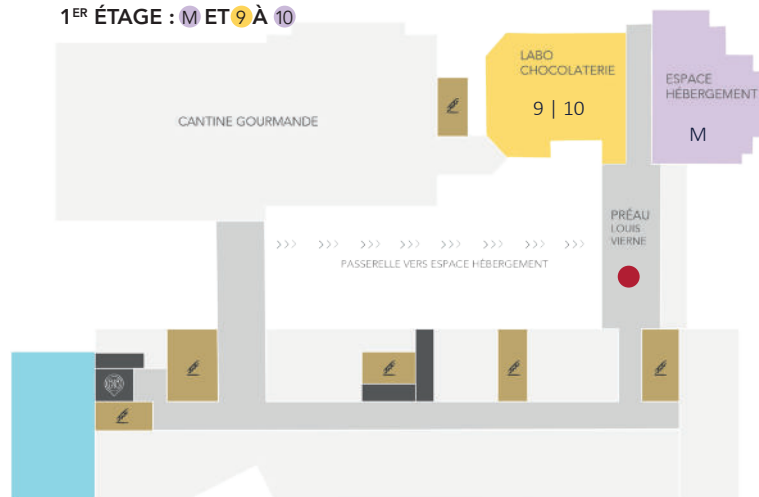 1ER ÉTAGE : M ET 9 À 10
LABO
CHOCOLATERIE
9 | 10
ESPACE
HÉBERGEMENT
M
CANTINE GOURMANDE
PRÉAU
LOUIS
VIERNE
>>> >>> >>> >>> >>> >>> >>> >>>
PASSERELLE VERS ESPACE HÉBERGEMENT